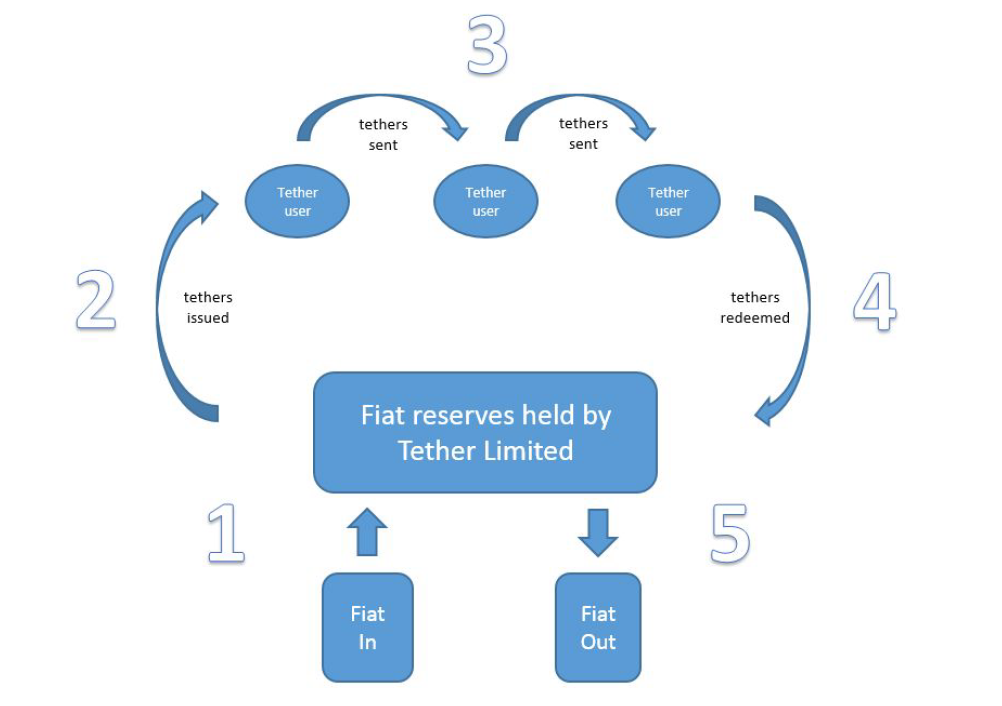 3
tethers
sent
tethers
sent
Tether
user
Tether
user
Tether
user
2
tethers
issued
tethers
redeemed
4
Fiat reserves held by
Tether Limited
1
5
Fiat
In
Fiat
Out